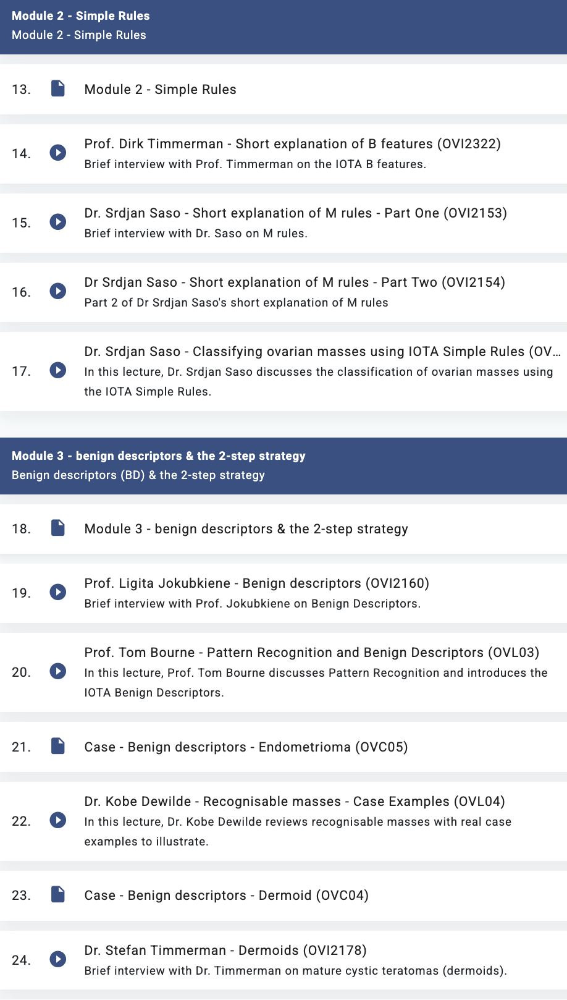 Module 2 - Simple Rules
Module 2 - Simple Rules
13. Module 2 - Simple Rules
14. Prof. Dirk Timmerman - Short explanation of B features (OVI2322)
Brief interview with Prof. Timmerman on the IOTA B features.
15. Dr. Srdjan Saso - Short explanation of M rules - Part One (OVI2153)
Brief interview with Dr. Saso on M rules.
16. Dr Srdjan Saso - Short explanation of M rules - Part Two (OVI2154)
Part 2 of Dr Srdjan Saso's short explanation of M rules
17. Dr. Srdjan Saso - Classifying ovarian masses using IOTA Simple Rules (OV...
In this lecture, Dr. Srdjan Saso discusses the classification of ovarian masses using
the IOTA Simple Rules.
Module 3 - benign descriptors & the 2-step strategy
Benign descriptors (BD) & the 2-step strategy
18. Module 3 - benign descriptors & the 2-step strategy
19. Prof. Ligita Jokubkiene - Benign descriptors (OVI2160)
Brief interview with Prof. Jokubkiene on Benign Descriptors.
20. Prof. Tom Bourne - Pattern Recognition and Benign Descriptors (OVL03)
In this lecture, Prof. Tom Bourne discusses Pattern Recognition and introduces the
IOTA Benign Descriptors.
21. Case - Benign descriptors - Endometrioma (OVC05)
22. Dr. Kobe Dewilde - Recognisable masses - Case Examples (OVL04)
In this lecture, Dr. Kobe Dewilde reviews recognisable masses with real case
examples to illustrate.
23. Case - Benign descriptors - Dermoid (OVC04)
24. Dr. Stefan Timmerman - Dermoids (OVI2178)
Brief interview with Dr. Timmerman on mature cystic teratomas (dermoids).